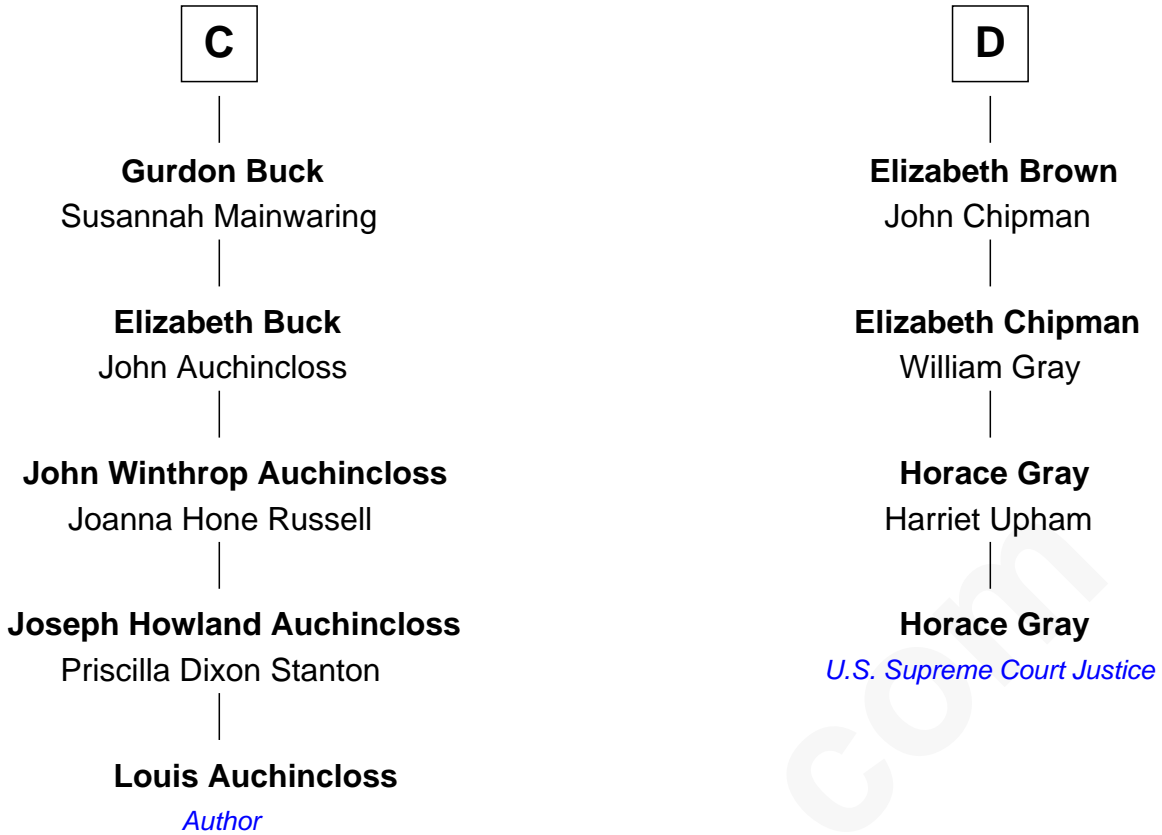 C
Gurdon Buck
Susannah Mainwaring
Elizabeth Buck
John Auchincloss
John Winthrop Auchincloss
Joanna Hone Russell
Joseph Howland Auchincloss
Priscilla Dixon Stanton
Louis Auchincloss
Author
D
Elizabeth Brown
John Chipman
Elizabeth Chipman
William Gray
Horace Gray
Harriet Upham
Horace Gray
U.S. Supreme Court Justice
com